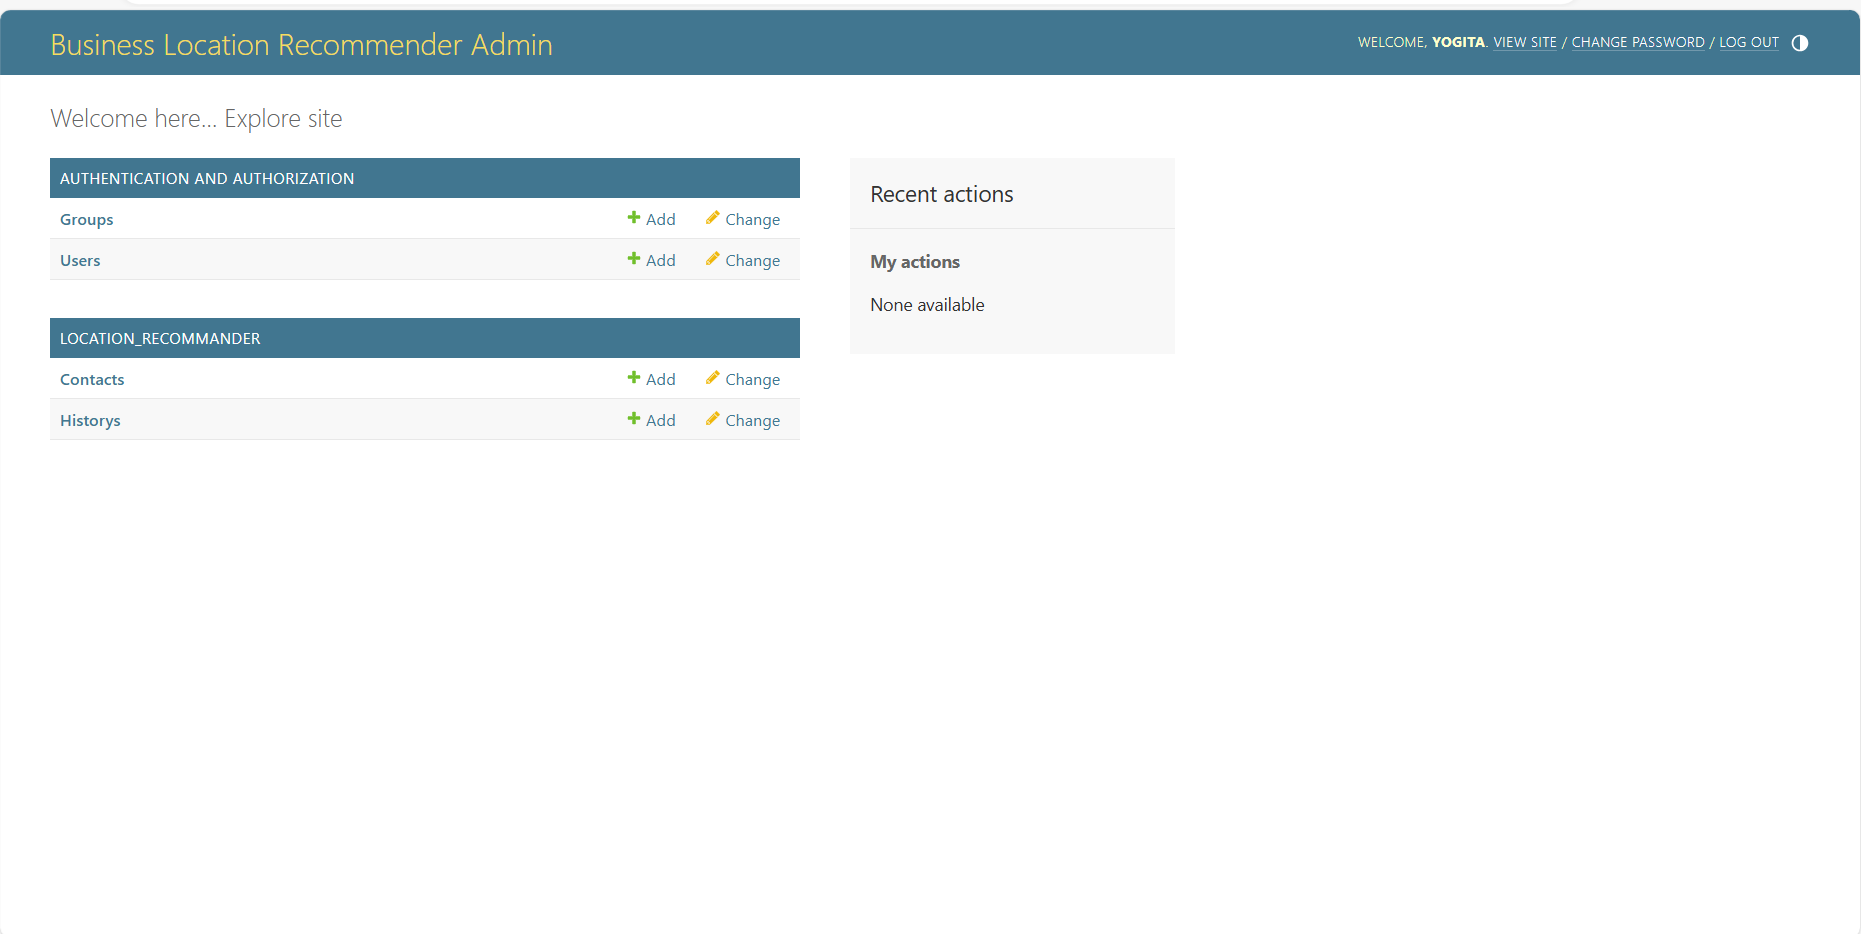 Business Location Recommender Admin
WELCOME, YOGITA. VIEW SITE / CHANGE PASSWORD / LOG OUT
Welcome here... Explore site
AUTHENTICATION AND AUTHORIZATION
Groups Add Change
Users Add Change
LOCATION_RECOMMANDER
Contacts Add Change
Historys Add Change
Recent actions
My actions
None available